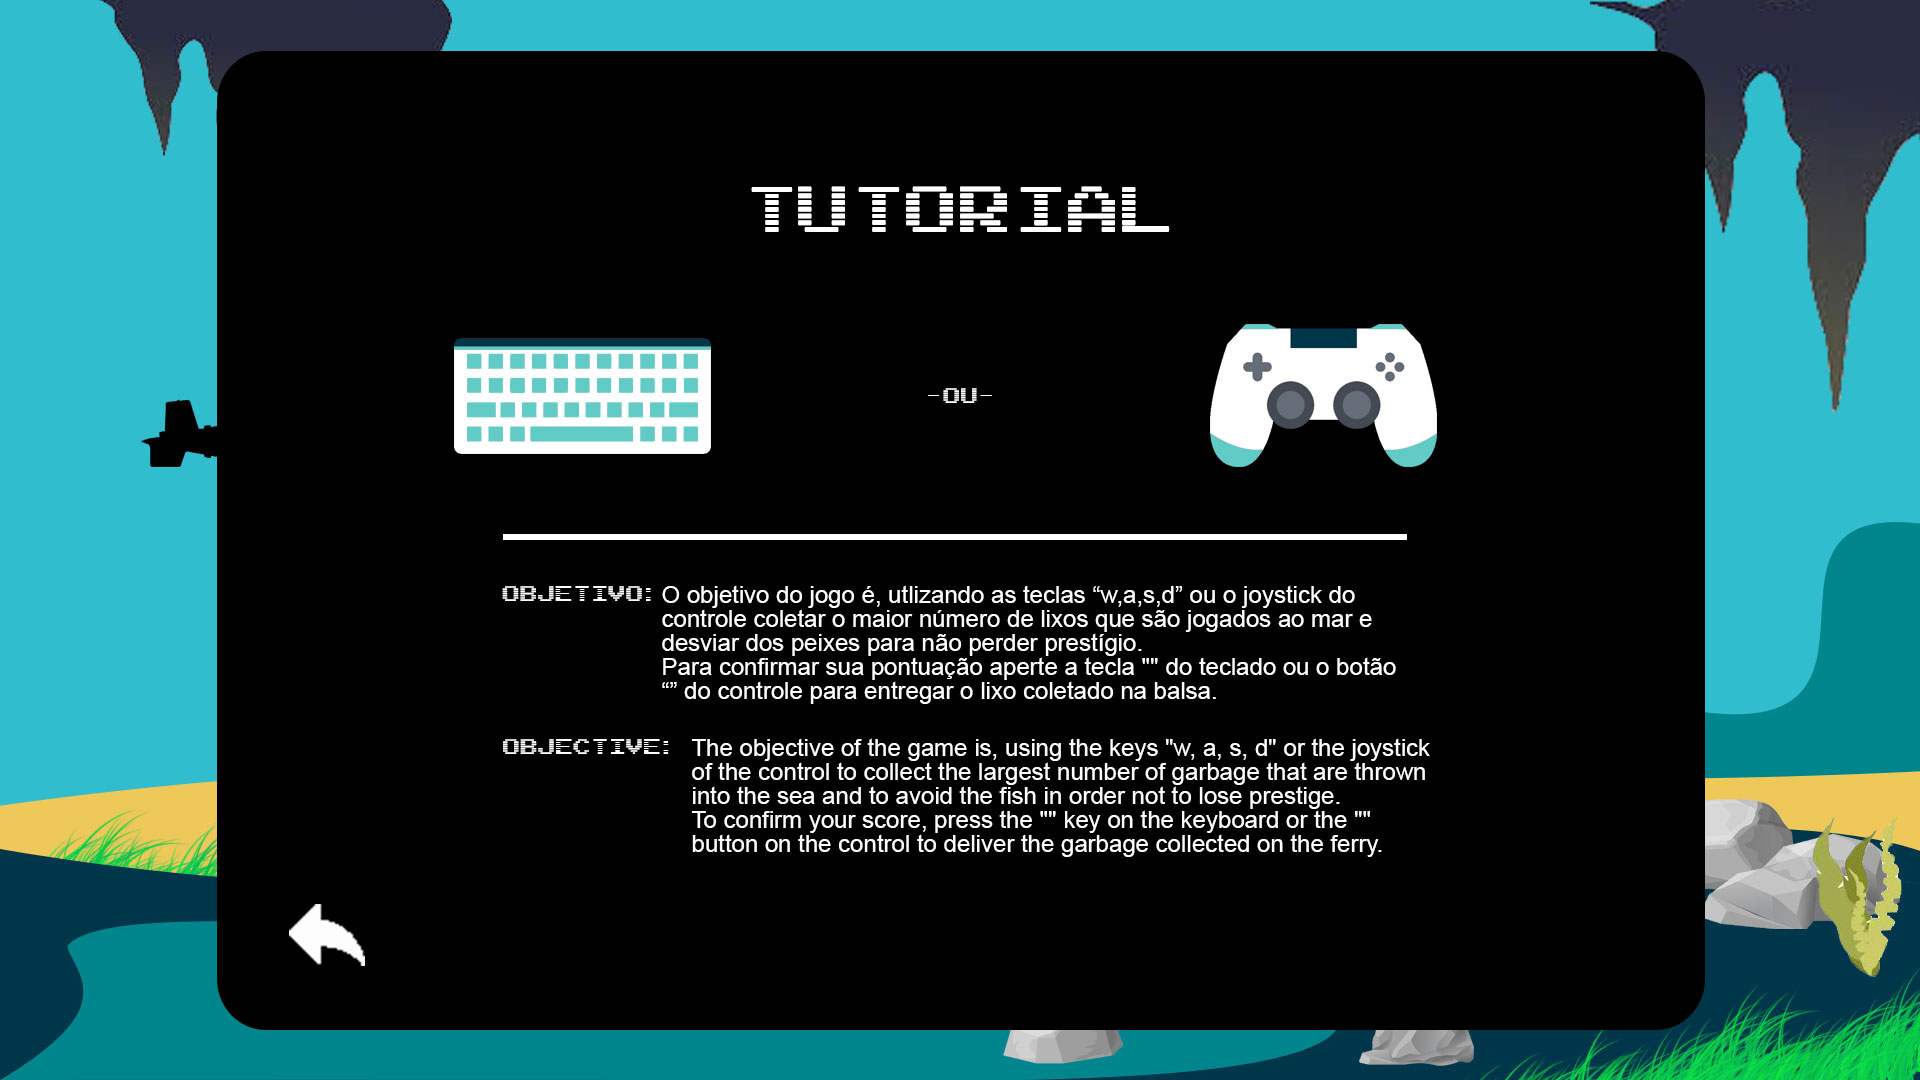 TUTORIAL
-OU-
OBJETIVO: O objetivo do jogo é, utlizando as teclas “w,a,s,d” ou o joystick do
controle coletar o maior número de lixos que são jogados ao mar e
desviar dos peixes para não perder prestígio.
Para confirmar sua pontuação aperte a tecla "" do teclado ou o botão
“” do controle para entregar o lixo coletado na balsa.
OBJECTIVE: The objective of the game is, using the keys "w, a, s, d" or the joystick
of the control to collect the largest number of garbage that are thrown
into the sea and to avoid the fish in order not to lose prestige.
To confirm your score, press the "" key on the keyboard or the ""
button on the control to deliver the garbage collected on the ferry.